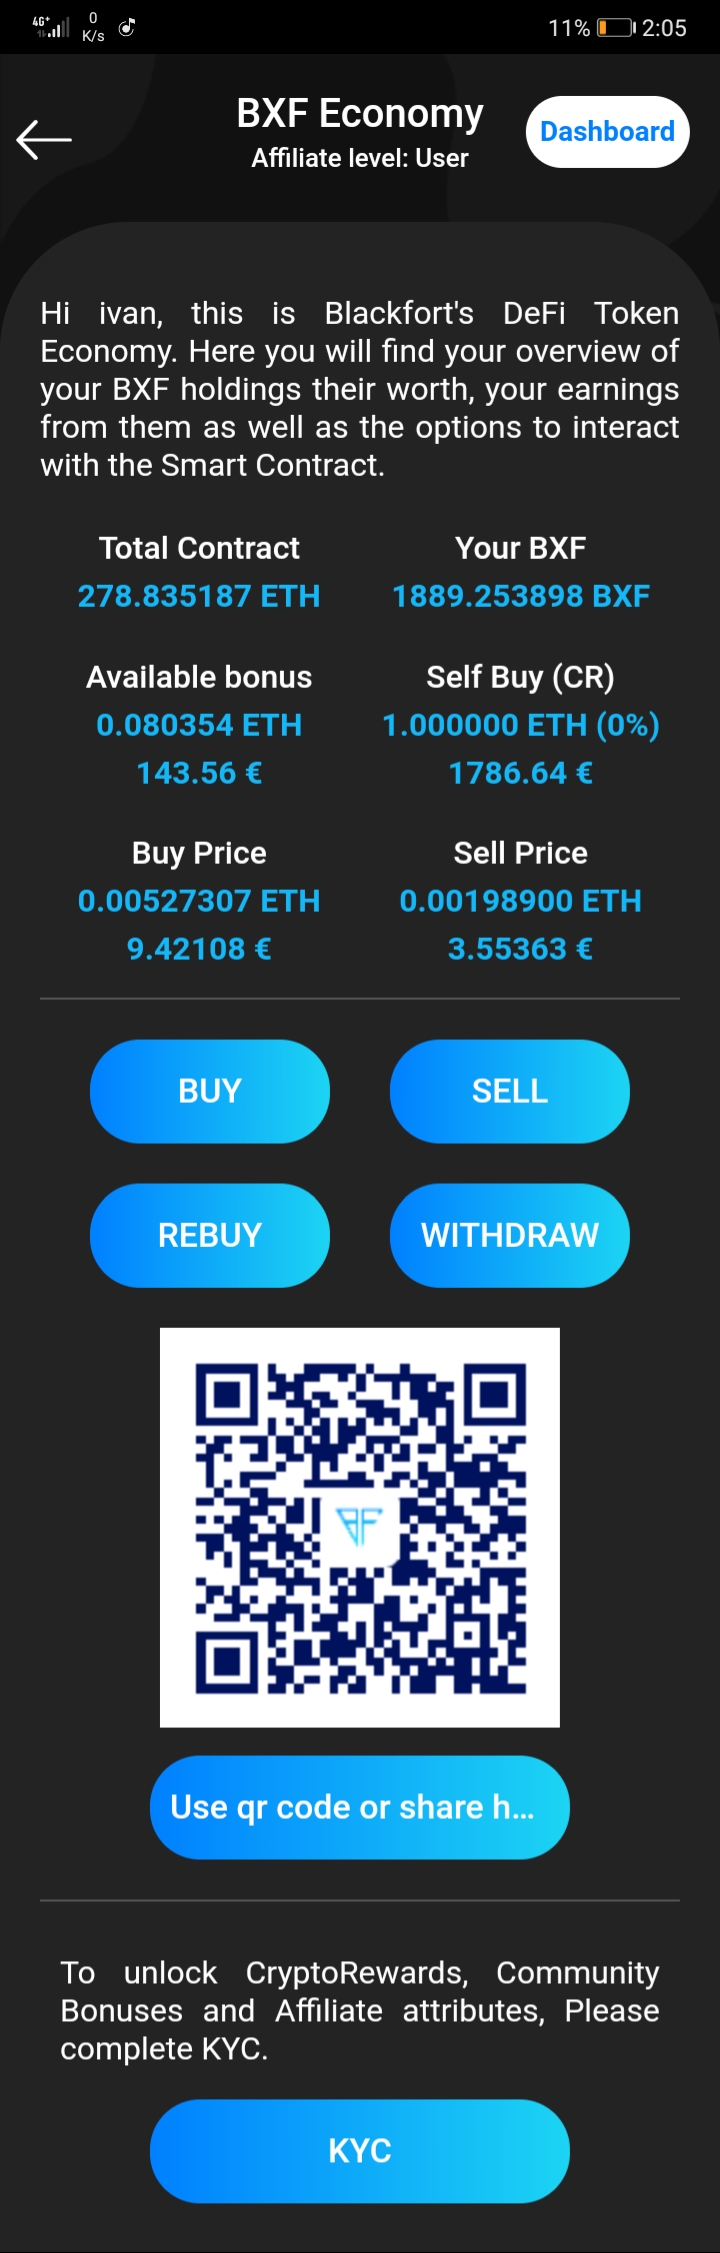 4G+
0
K/s
11%
2:05
BXF Economy
Affiliate level: User
Dashboard
Hi ivan, this is Blackfort's DeFi Token
Economy. Here you will find your overview of
your BXF holdings their worth, your earnings
from them as well as the options to interact
with the Smart Contract.
Total Contract
278.835187 ETH
Your BXF
1889.253898 BXF
Available bonus
0.080354 ETH
143.56 €
Self Buy (CR)
1.000000 ETH (0%)
1786.64 €
Buy Price
0.00527307 ETH
9.42108 €
Sell Price
0.00198900 ETH
3.55363 €
BUY
SELL
REBUY
WITHDRAW
BF
Use qr code or share h...
To unlock CryptoRewards, Community
Bonuses and Affiliate attributes, Please
complete KYC.
KYC